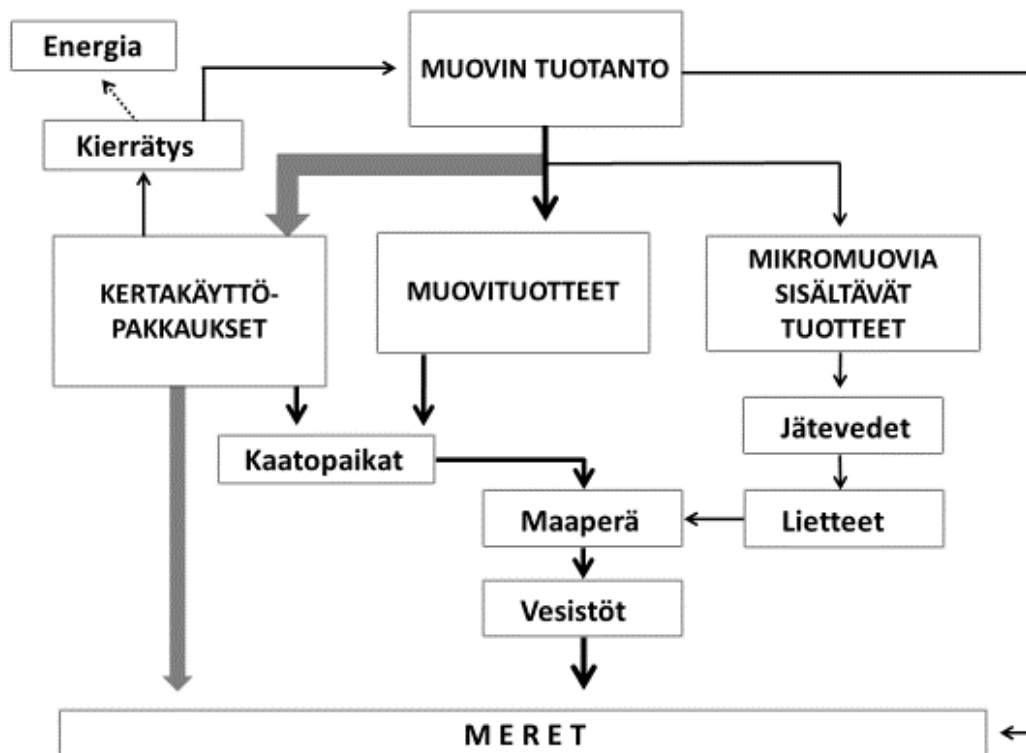 Energia
MUOVIN TUOTANTO
Kierrätys
KERTAKÄYTTÖ-
PAKKAUKSET
MUOVITUOTTEET
MIKROMUOVIA
SISÄLTÄVÄT
TUOTTEET
Jätevedet
Kaatopaikat
Maaperä
Lietteet
Vesistöt
M E R E T